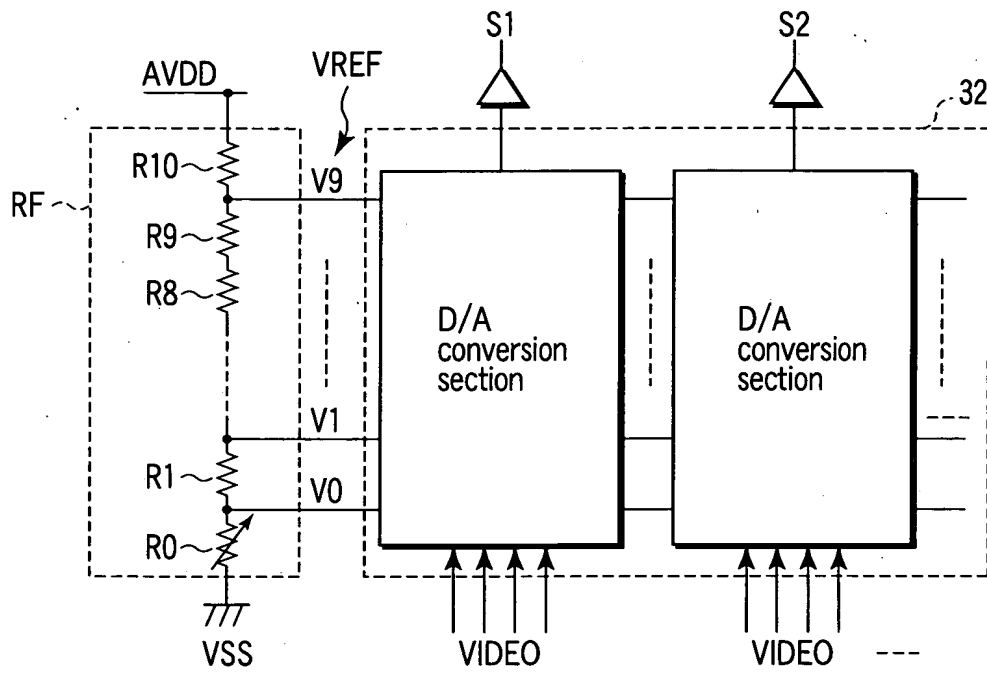 S1
S2
AVDD
VREF
32
R10
V9
RF
R9
R8
D/A
conversion
section
D/A
conversion
section
V1
R1
V0
R0
VSS
VIDEO
VIDEO